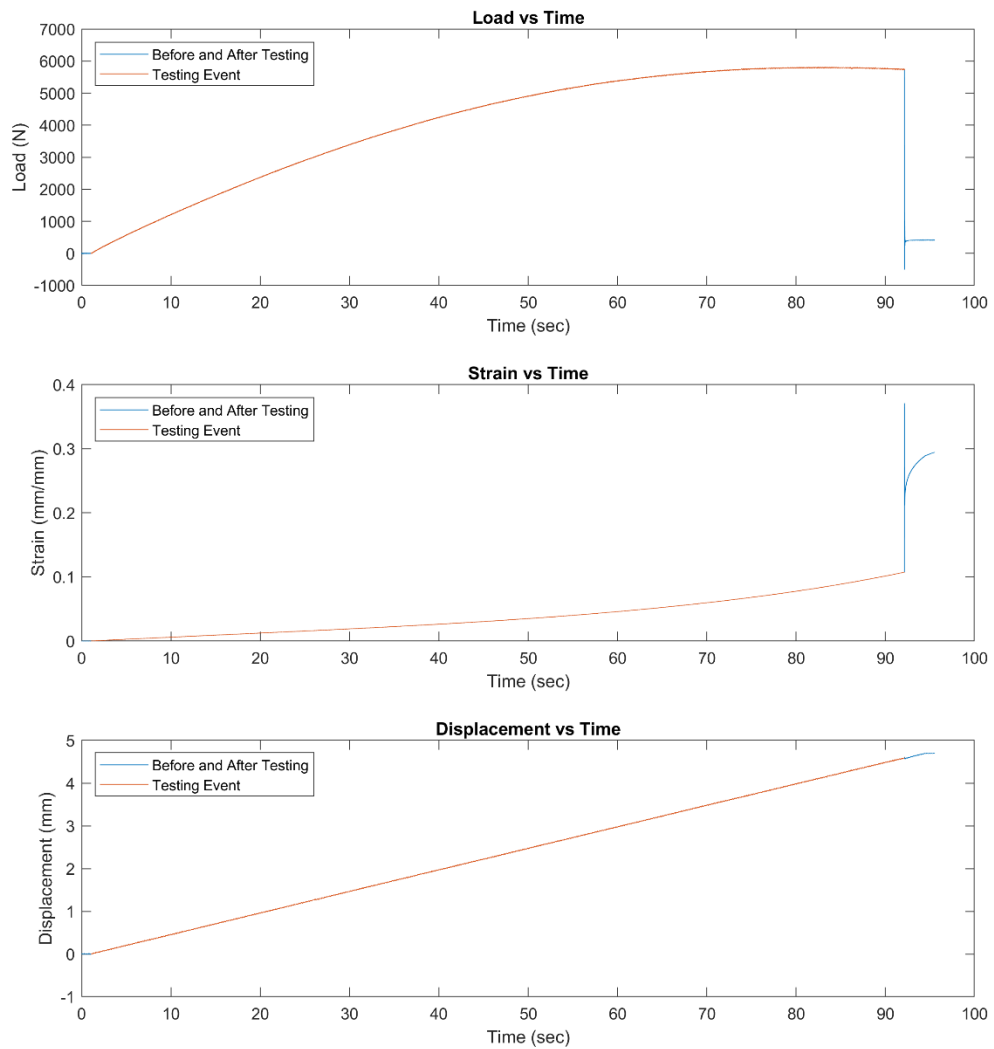 Load vs Time
Before and After Testing
Testing Event
7000
6000
5000
4000
3000
2000
1000
0
-1000
Load (N)
0 10 20 30 40 50 60 70 80 90 100
Time (sec)
Strain vs Time
Before and After Testing
Testing Event
0.4
0.3
0.2
0.1
0
Strain (mm/mm)
0 10 20 30 40 50 60 70 80 90 100
Time (sec)
Displacement vs Time
Before and After Testing
Testing Event
5
4
3
2
1
0
-1
Displacement (mm)
0 10 20 30 40 50 60 70 80 90 100
Time (sec)